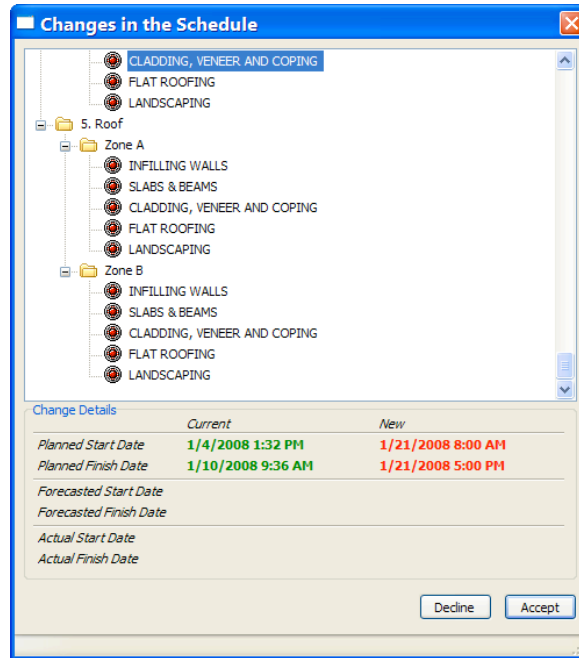 Changes in the Schedule
CLADDING, VENEER AND COPING
FLAT ROOFING
LANDSCAPING
5. Roof
Zone A
INFILLING WALLS
SLABS & BEAMS
CLADDING, VENEER AND COPING
FLAT ROOFING
LANDSCAPING
Zone B
INFILLING WALLS
SLABS & BEAMS
CLADDING, VENEER AND COPING
FLAT ROOFING
LANDSCAPING
Change Details
Current New
Planned Start Date 1/4/2008 1:32 PM 1/21/2008 8:00 AM
Planned Finish Date 1/10/2008 9:36 AM 1/21/2008 5:00 PM
Forecasted Start Date
Forecasted Finish Date
Actual Start Date
Actual Finish Date
Decline Accept